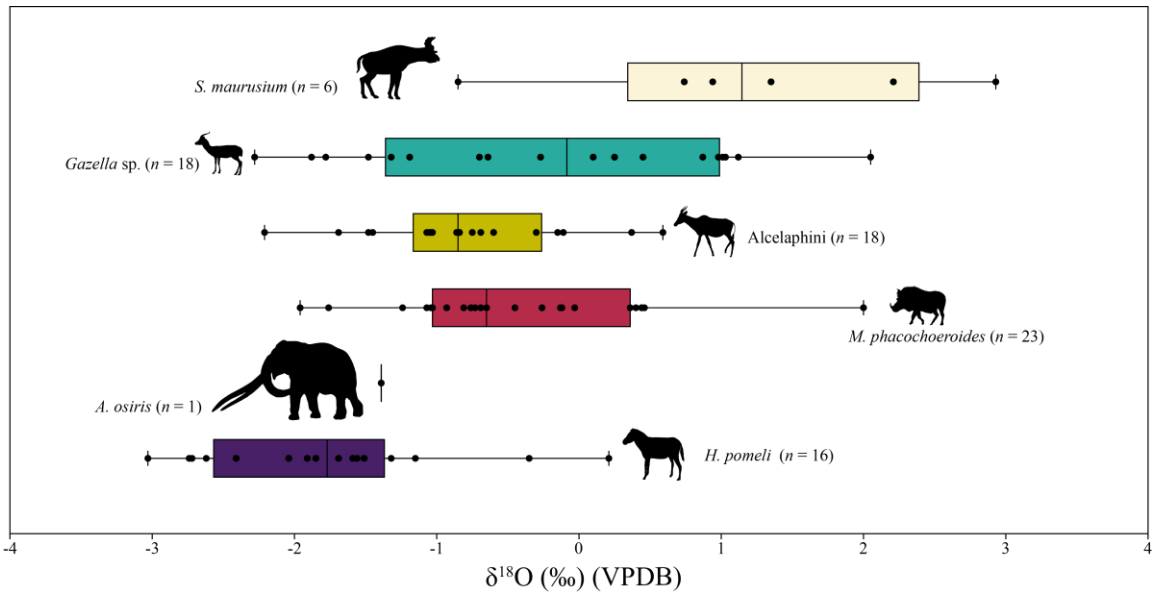 S. maurusium (n = 6)
Gazella sp. (n = 18)
Alcelaphini (n = 18)
M. phacochoeroides (n = 23)
A. osiris (n = 1)
H. pomeli (n = 16)
-4 -3 -2 -1 0 1 2 3 4
δ¹⁸O (‰) (VPDB)